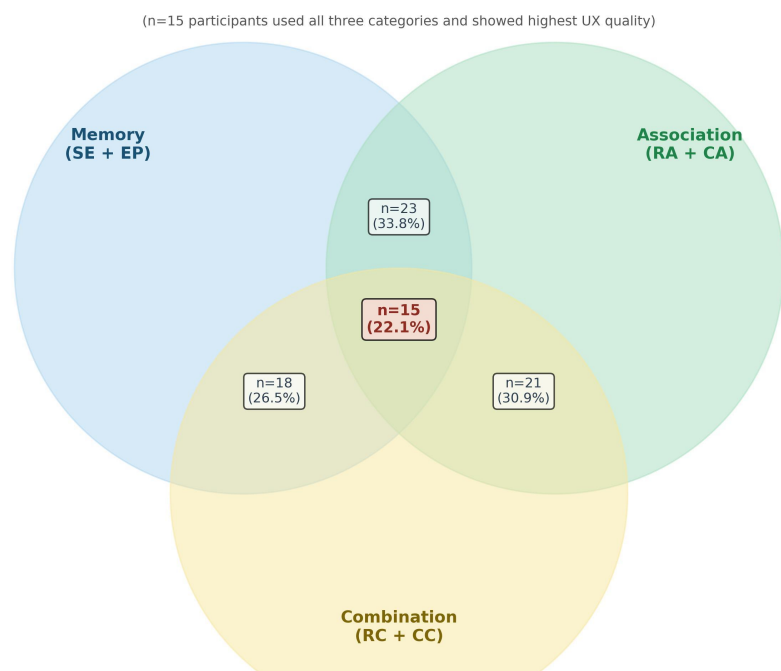 (n=15 participants used all three categories and showed highest UX quality)
Memory
(SE + EP)
Association
(RA + CA)
n=23
(33.8%)
n=15
(22.1%)
n=18
(26.5%)
n=21
(30.9%)
Combination
(RC + CC)